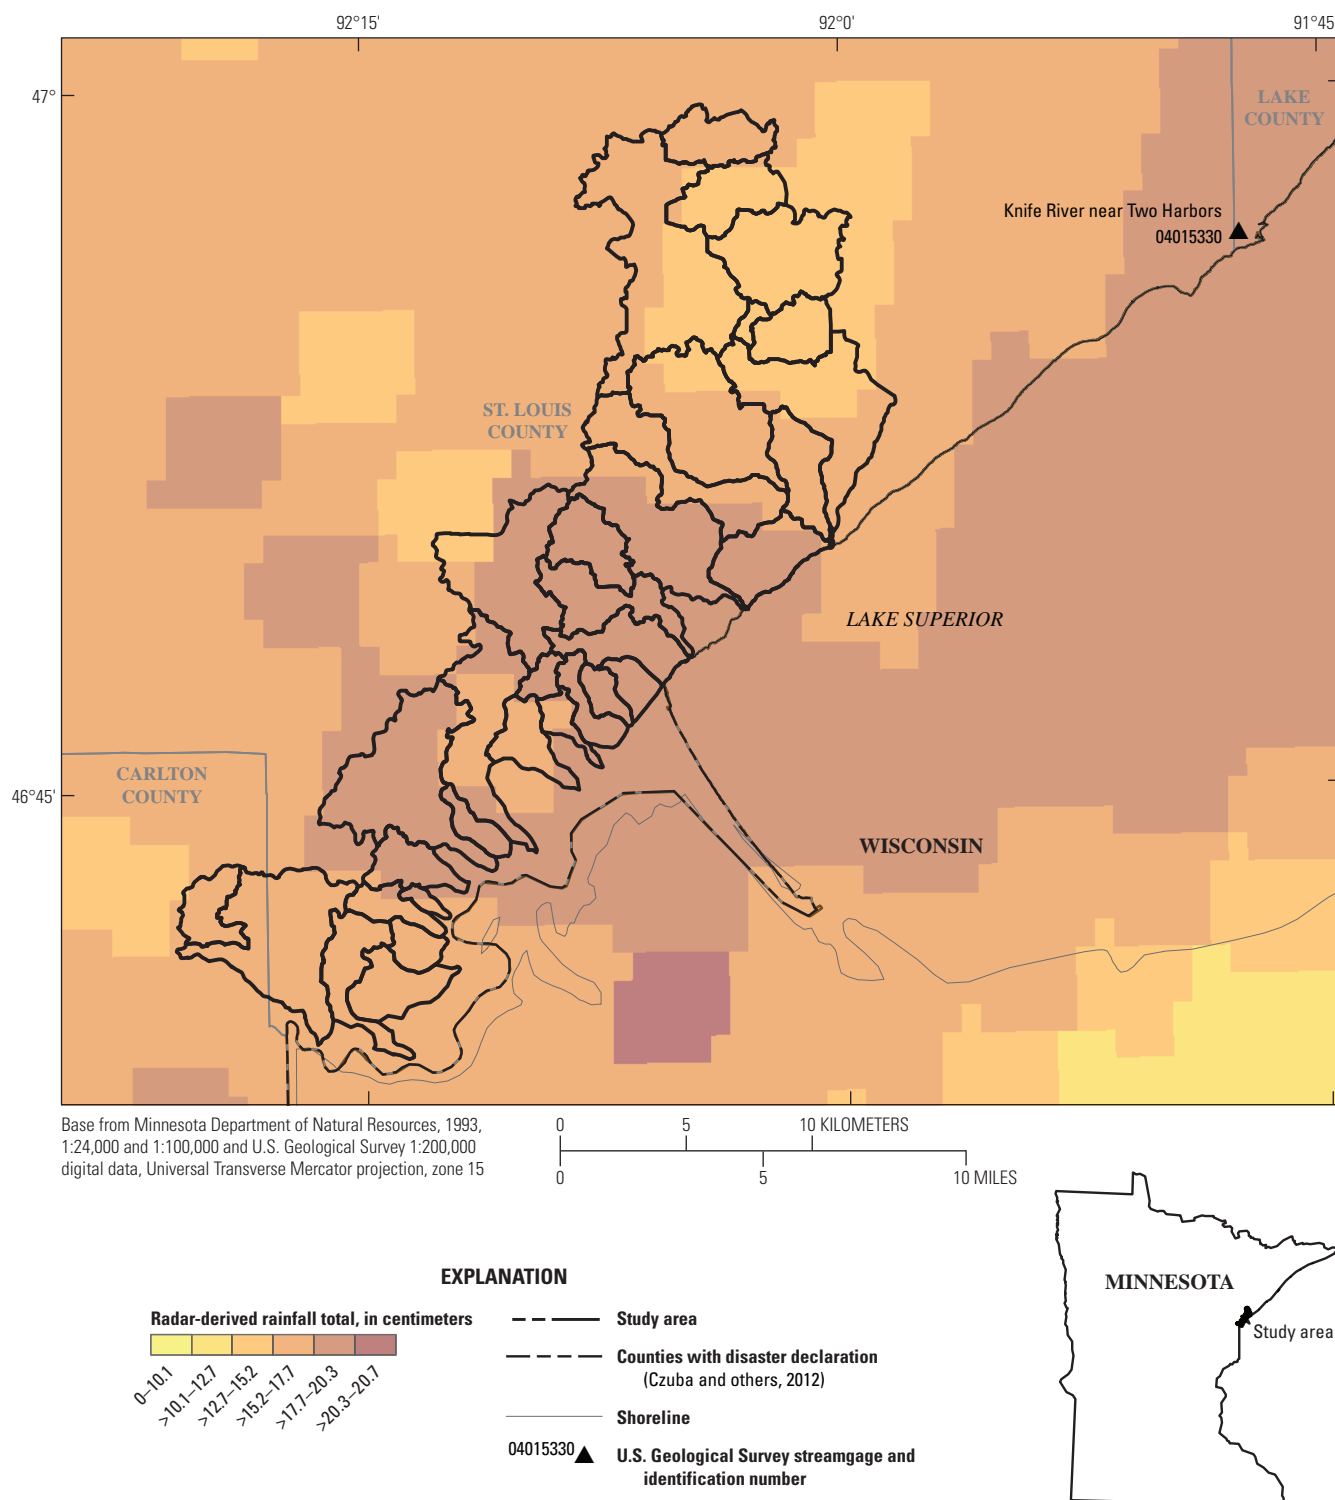 92°15'
92°0'
91°45
47°
LAKE
COUNTY
Knife River near Two Harbors
04015330
ST. LOUIS
COUNTY
LAKE SUPERIOR
CARLTON
COUNTY
46°45'
WISCONSIN
Base from Minnesota Department of Natural Resources, 1993,
1:24,000 and 1:100,000 and U.S. Geological Survey 1:200,000
digital data, Universal Transverse Mercator projection, zone 15
0 5 10 KILOMETERS
0 5 10 MILES
MINNESOTA
Study area
EXPLANATION
Radar-derived rainfall total, in centimeters
0–10.1
>10.1–12.7
>12.7–15.2
>15.2–17.7
>17.7–20.3
>20.3–20.7
Study area
Counties with disaster declaration
(Czuba and others, 2012)
Shoreline
04015330
U.S. Geological Survey streamgage and
identification number